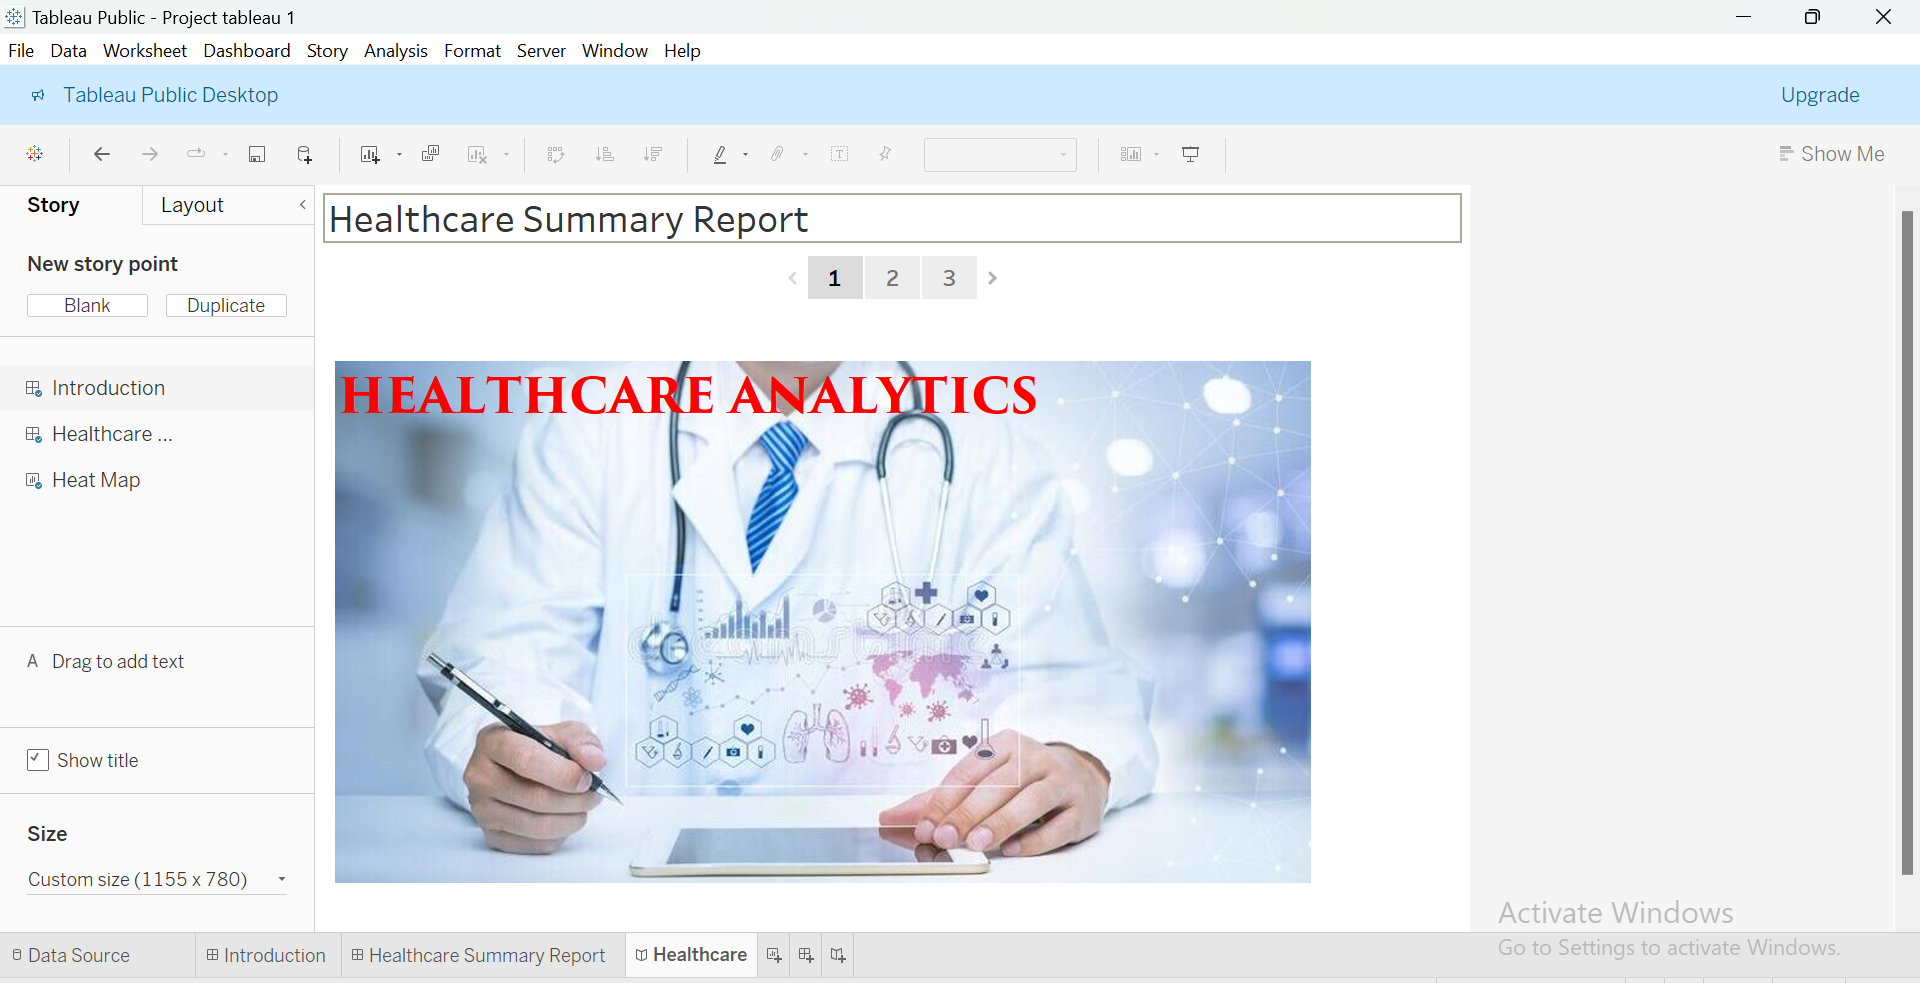 Tableau Public - Project tableau 1
File Data Worksheet Dashboard Story Analysis Format Server Window Help
Tableau Public Desktop
Upgrade
Show Me
Story
Layout
New story point
Blank
Duplicate
Introduction
Healthcare ...
Heat Map
A Drag to add text
Show title
Size
Custom size (1155 x 780)
Healthcare Summary Report
1 2 3
HEALTHCARE ANALYTICS
dreamstime
Activate Windows
Go to Settings to activate Windows.
Data Source
Introduction
Healthcare Summary Report
Healthcare